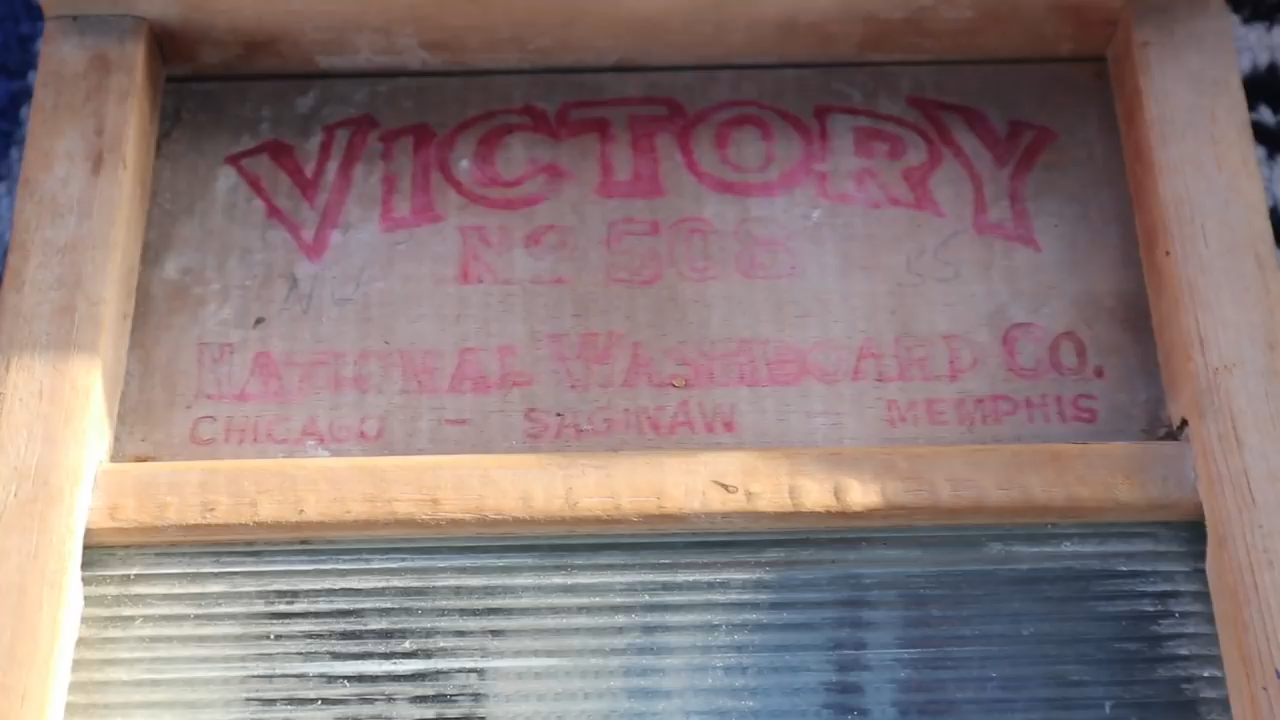 VICTORY
No 508
NATIONAL WASHBOARD CO.
CHICAGO - SAGINAW - MEMPHIS